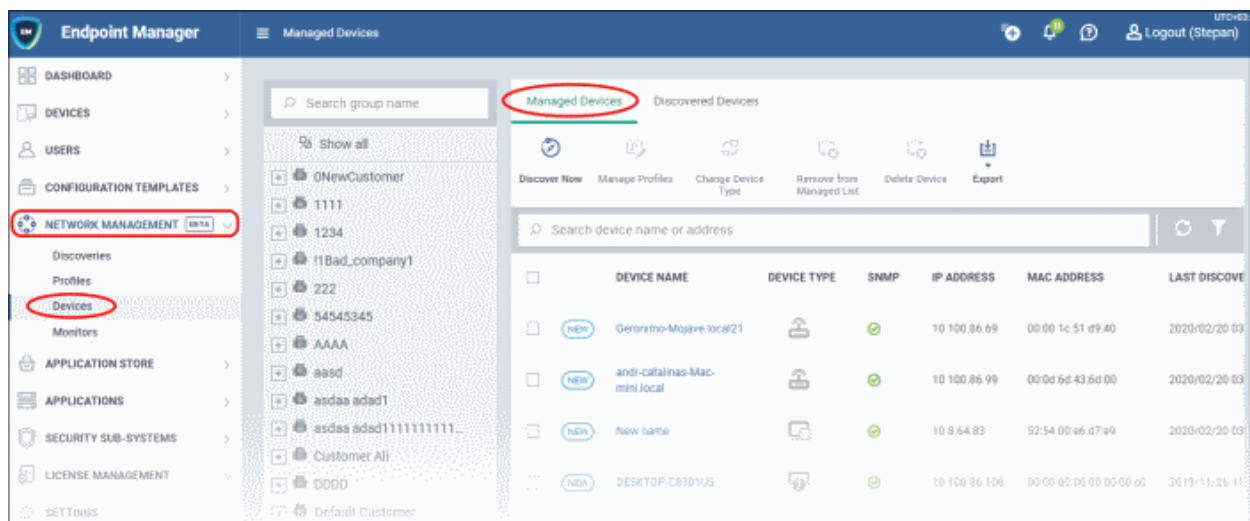 UTC+03:
EM Endpoint Manager
Managed Devices
11
Logout (Stepan)
DASHBOARD
DEVICES
USERS
CONFIGURATION TEMPLATES
NETWORK MANAGEMENT BETA
Discoveries
Profiles
Devices
Monitors
APPLICATION STORE
APPLICATIONS
SECURITY SUB-SYSTEMS
LICENSE MANAGEMENT
SETTINGS
Search group name
Show all
0NewCustomer
1111
1234
!1Bad_company1
222
54545345
AAAA
aasd
asdaa adad1
asdaa adad1111111111...
Customer Ali
DDDD
Default Customer
Managed Devices Discovered Devices
Discover Now Manage Profiles Change Device Type Remove from Managed List Delete Device Export
Search device name or address
DEVICE NAME DEVICE TYPE SNMP IP ADDRESS MAC ADDRESS LAST DISCOVE
NEW Geronimo-Mojave.local21 10.100.86.69 00:00:1c:51:d9:40 2020/02/20 03
NEW andr-catalinas-Mac-mini.local 10.100.86.99 00:0d:6d:43:6d:00 2020/02/20 03
NEW New name 10.8.64.83 52:54:00:e6:d7:e9 2020/02/20 03
NEW 10.100.86.108 2019/11/26 11